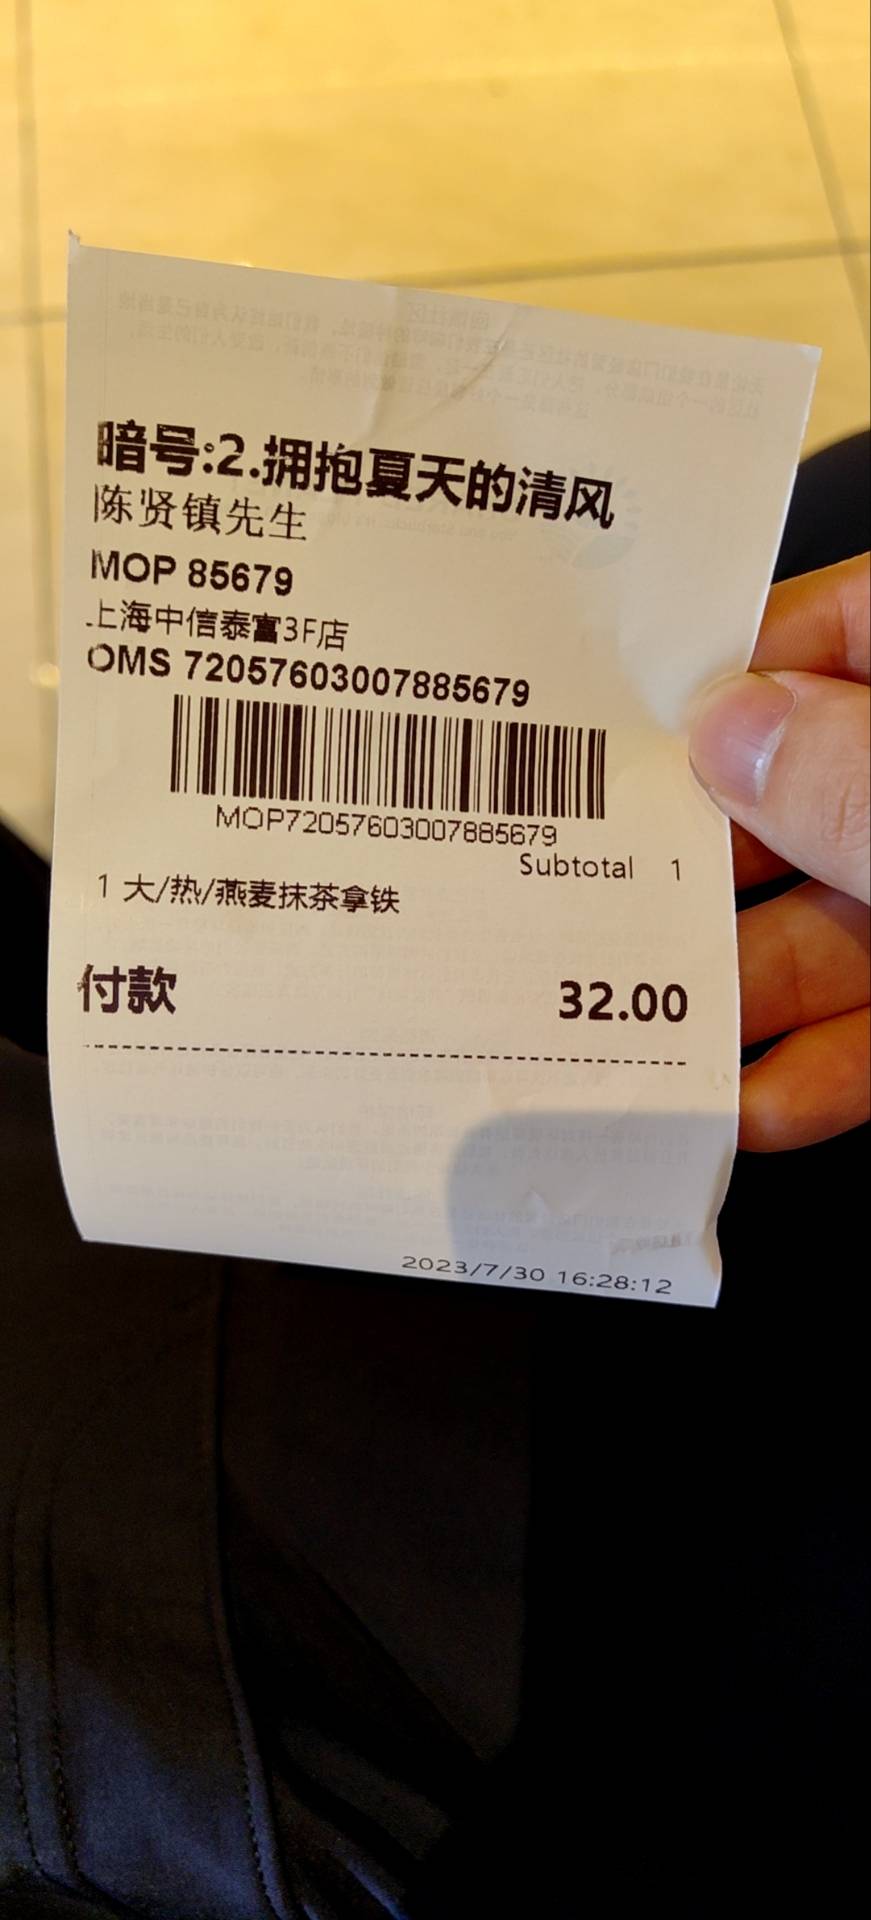 暗号:2.拥抱夏天的清风
陈贤镇先生
MOP 85679
上海中信泰富3F店
OMS 72057603007885679
MOP72057603007885679
Subtotal 1
1 大/热/燕麦抹茶拿铁
付款 32.00
2023/7/30 16:28:12